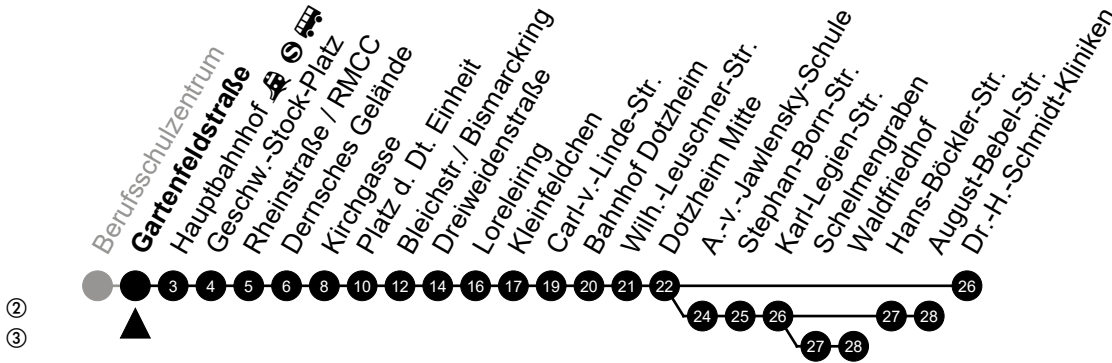 Berufsschulzentrum
Gartenfeldstraße
Hauptbahnhof S
Geschw.-Stock-Platz
Rheinstraße / RMCC
Dernsches Gelände
Kirchgasse
Platz d. Dt. Einheit
Bleichstr./ Bismarckring
Dreiweidenstraße
Loreleiring
Kleinfeldchen
Carl-v.-Linde-Str.
Bahnhof Dotzheim
Wilh.-Leuschner-Str.
Dotzheim Mitte
A.-v.-Jawlensky-Schule
Stephan-Born-Str.
Karl-Legien-Str.
Schelmengraben
Waldfriedhof
Hans-Böckler-Str.
August-Bebel-Str.
Dr.-H.-Schmidt-Kliniken
3 4 5 6 8 10 12 14 16 17 19 20 21 22 26
② 24 25 26 27 28
③ 27 28